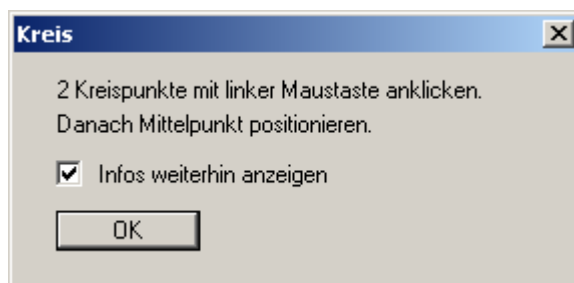 Kreis
2 Kreispunkte mit linker Maustaste anklicken.
Danach Mittelpunkt positionieren.
Infos weiterhin anzeigen
OK